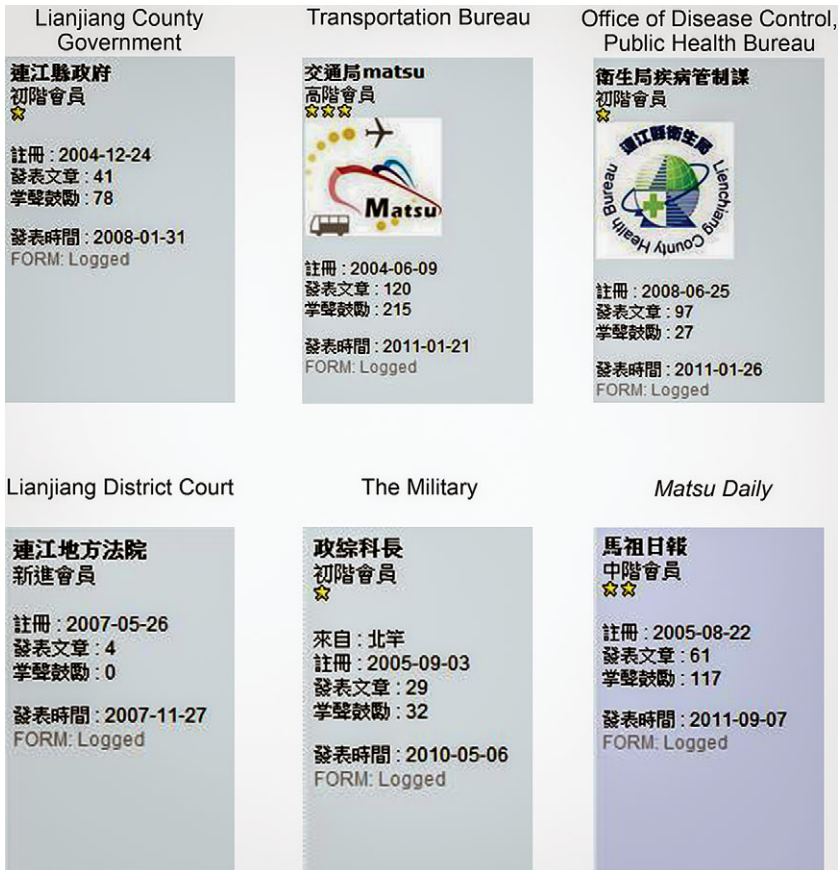 Lianjiang County
Government
連江縣政府
初階會員
註冊 : 2004-12-24
發表文章 : 41
掌聲鼓勵 : 78
發表時間 : 2008-01-31
FORM: Logged
Transportation Bureau
交通局matsu
高階會員
Matsu
註冊 : 2004-06-09
發表文章 : 120
掌聲鼓勵 : 215
發表時間 : 2011-01-21
FORM: Logged
Office of Disease Control,
Public Health Bureau
衛生局疾病管制課
初階會員
連江縣衛生局
Lienchiang County Health Bureau
註冊 : 2008-06-25
發表文章 : 97
掌聲鼓勵 : 27
發表時間 : 2011-01-26
FORM: Logged
Lianjiang District Court
連江地方法院
新進會員
註冊 : 2007-05-26
發表文章 : 4
掌聲鼓勵 : 0
發表時間 : 2007-11-27
FORM: Logged
The Military
政綜科長
初階會員
來自 : 北竿
註冊 : 2005-09-03
發表文章 : 29
掌聲鼓勵 : 32
發表時間 : 2010-05-06
FORM: Logged
Matsu Daily
馬祖日報
中階會員
註冊 : 2005-08-22
發表文章 : 61
掌聲鼓勵 : 117
發表時間 : 2011-09-07
FORM: Logged